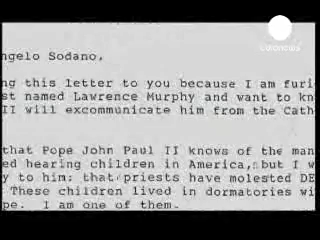 euronews
ngelo Sodano,
ng this letter to you because I am furi
st named Lawrence Murphy and want to kn
II will excommunicate him from the Cath
that Pope John Paul II knows of the man
ed hearing children in America, but I w
y to him: that priests have molested DE
These children lived in dormatories wi
pe. I am one of them.